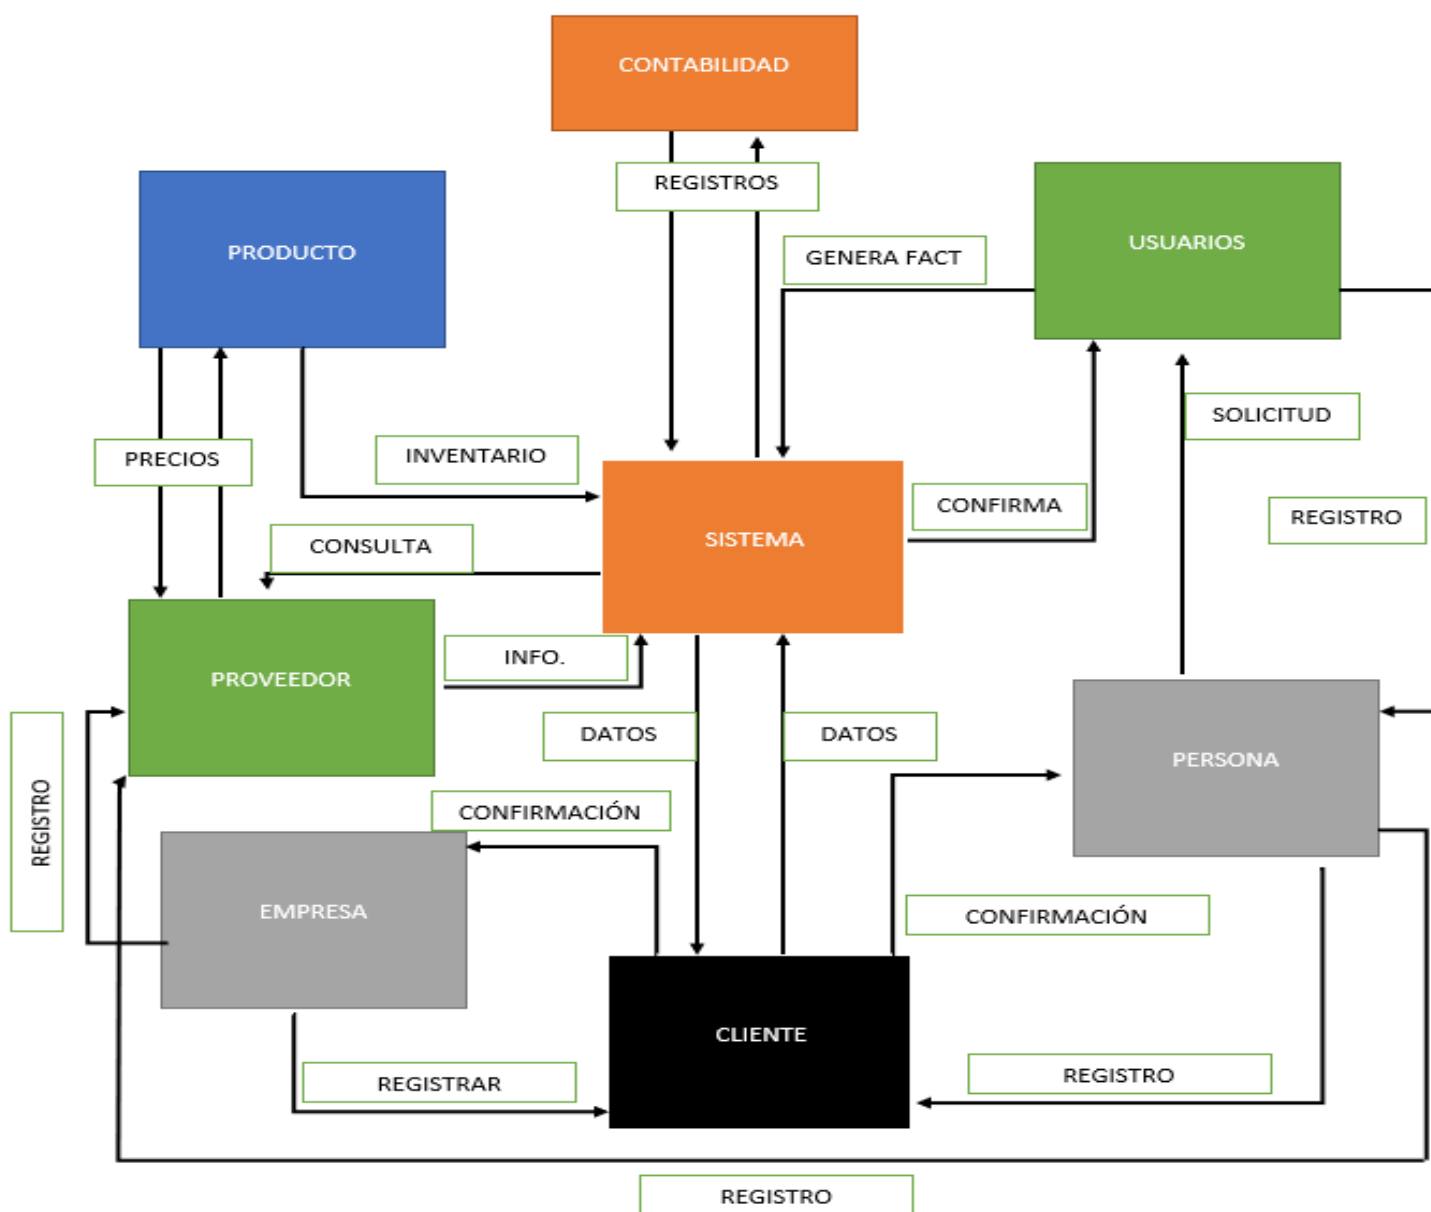 CONTABILIDAD
REGISTROS
PRODUCTO
USUARIOS
GENERA FACT
SOLICITUD
PRECIOS
INVENTARIO
CONFIRMA
REGISTRO
SISTEMA
CONSULTA
INFO.
PROVEEDOR
DATOS
DATOS
PERSONA
REGISTRO
CONFIRMACIÓN
EMPRESA
CONFIRMACIÓN
CLIENTE
REGISTRAR
REGISTRO
REGISTRO